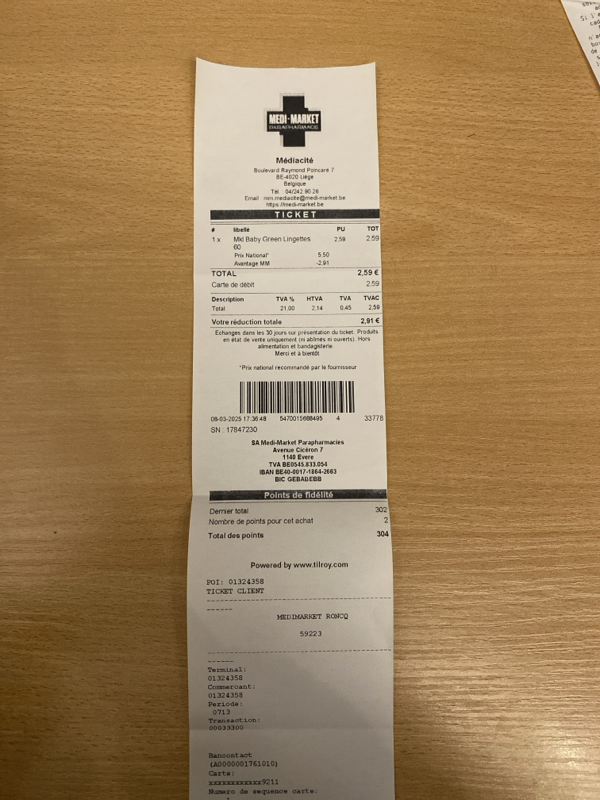 MEDI-MARKET
PARAPHARMACIE
Médiacité
Boulevard Raymond Poincaré 7
BE-4020 Liège
Belgique
Tél : 04/242.90.26
Email : mm.mediacite@medi-market.be
https://medi-market.be
TICKET
# libellé PU TOT
1 x Mkl Baby Green Lingettes 2,59 2,59
60
Prix National* 5,50
Avantage MM -2,91
TOTAL 2,59 €
Carte de débit 2,59
Description TVA % HTVA TVA TVAC
Total 21,00 2,14 0,45 2,59
Votre réduction totale 2,91 €
Echanges dans les 30 jours sur présentation du ticket. Produits
en état de vente uniquement (ni abîmés ni ouverts). Hors
alimentation et bandagisterie.
Merci et à bientôt
*Prix national recommandé par le fournisseur
08-03-2025 17:36:48 5470015668495 4 33778
SN : 17847230
SA Medi-Market Parapharmacies
Avenue Cicéron 7
1140 Evere
TVA BE0545.833.054
IBAN BE40-0017-1864-2663
BIC GEBABEBB
Points de fidélité
Dernier total 302
Nombre de points pour cet achat 2
Total des points 304
Powered by www.tilroy.com
POI: 01324358
TICKET CLIENT
MEDIMARKET RONCQ
59223
Terminal:
01324358
Commercant:
01324358
Periode:
0713
Transaction:
00033300
Bancontact
(A0000001761010)
Carte:
xxxxxxxxxxxx9211
Numero de sequence carte: